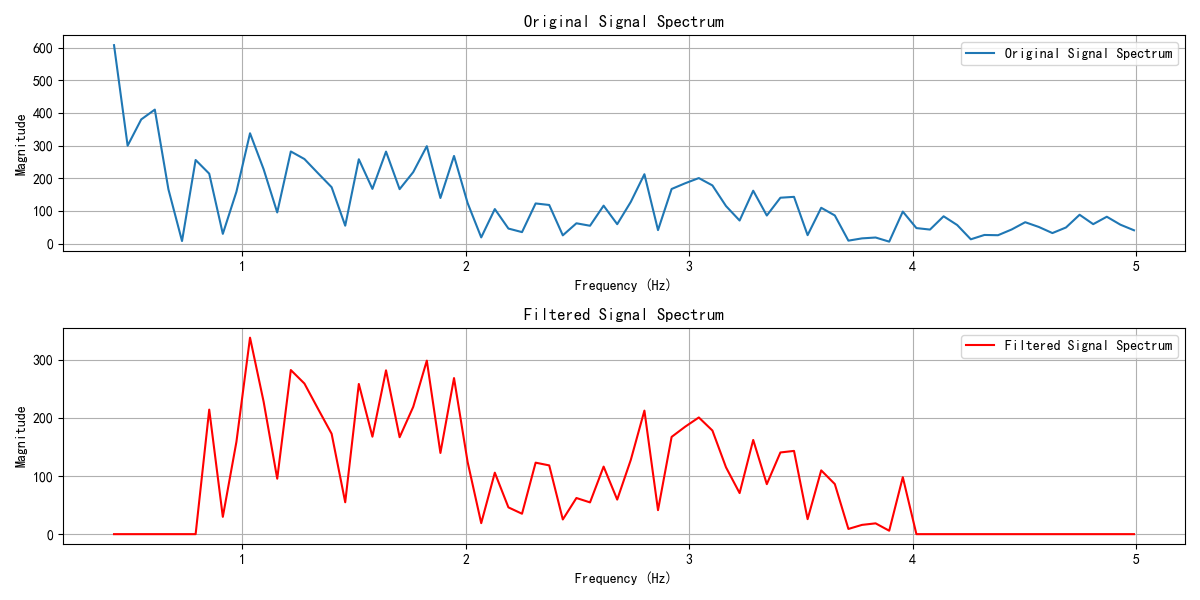 Original Signal Spectrum
Magnitude
600
500
400
300
200
100
0
Original Signal Spectrum
1 2 3 4 5
Frequency (Hz)
Filtered Signal Spectrum
Magnitude
300
200
100
0
Filtered Signal Spectrum
1 2 3 4 5
Frequency (Hz)